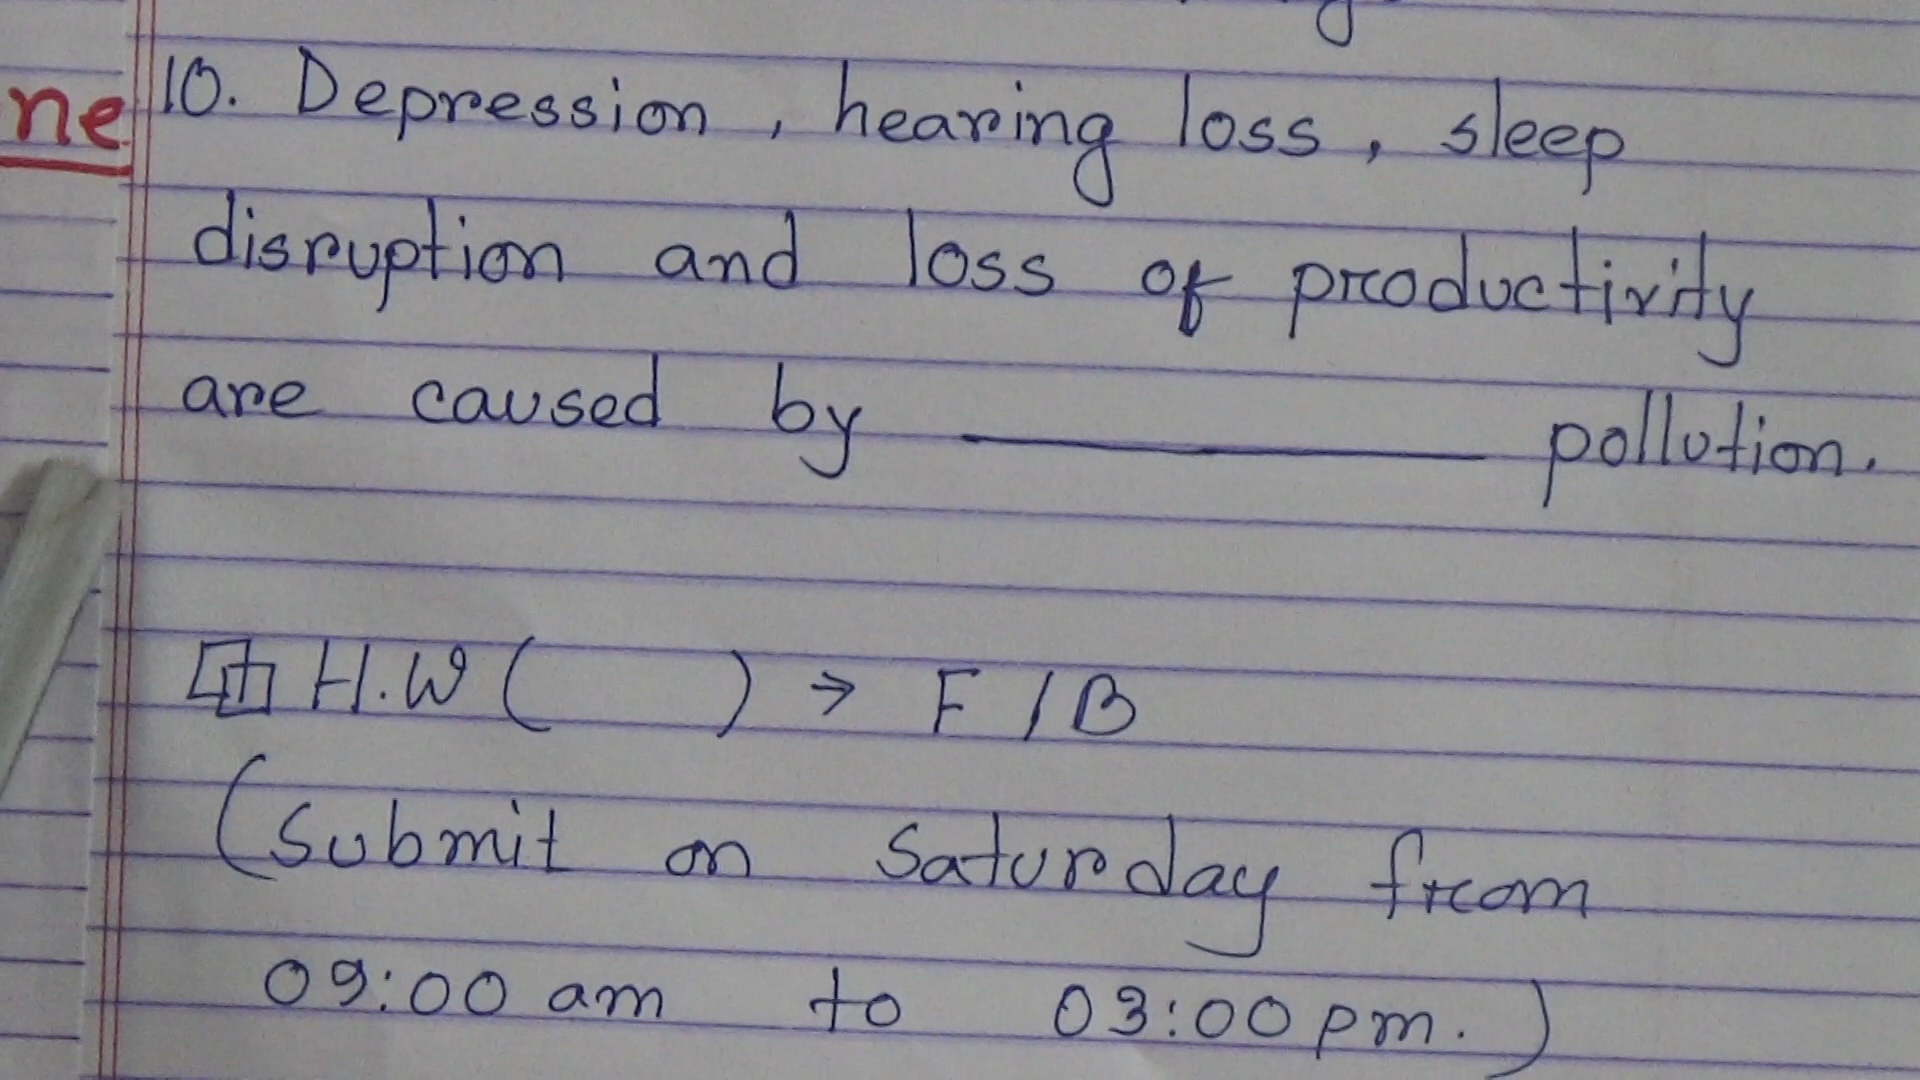 ne
10. Depression, hearing loss, sleep
disruption and loss of productivity
are caused by ________ pollution.
H.W ( ) → F/B
(Submit on Saturday from
09:00 am to 03:00 pm.)